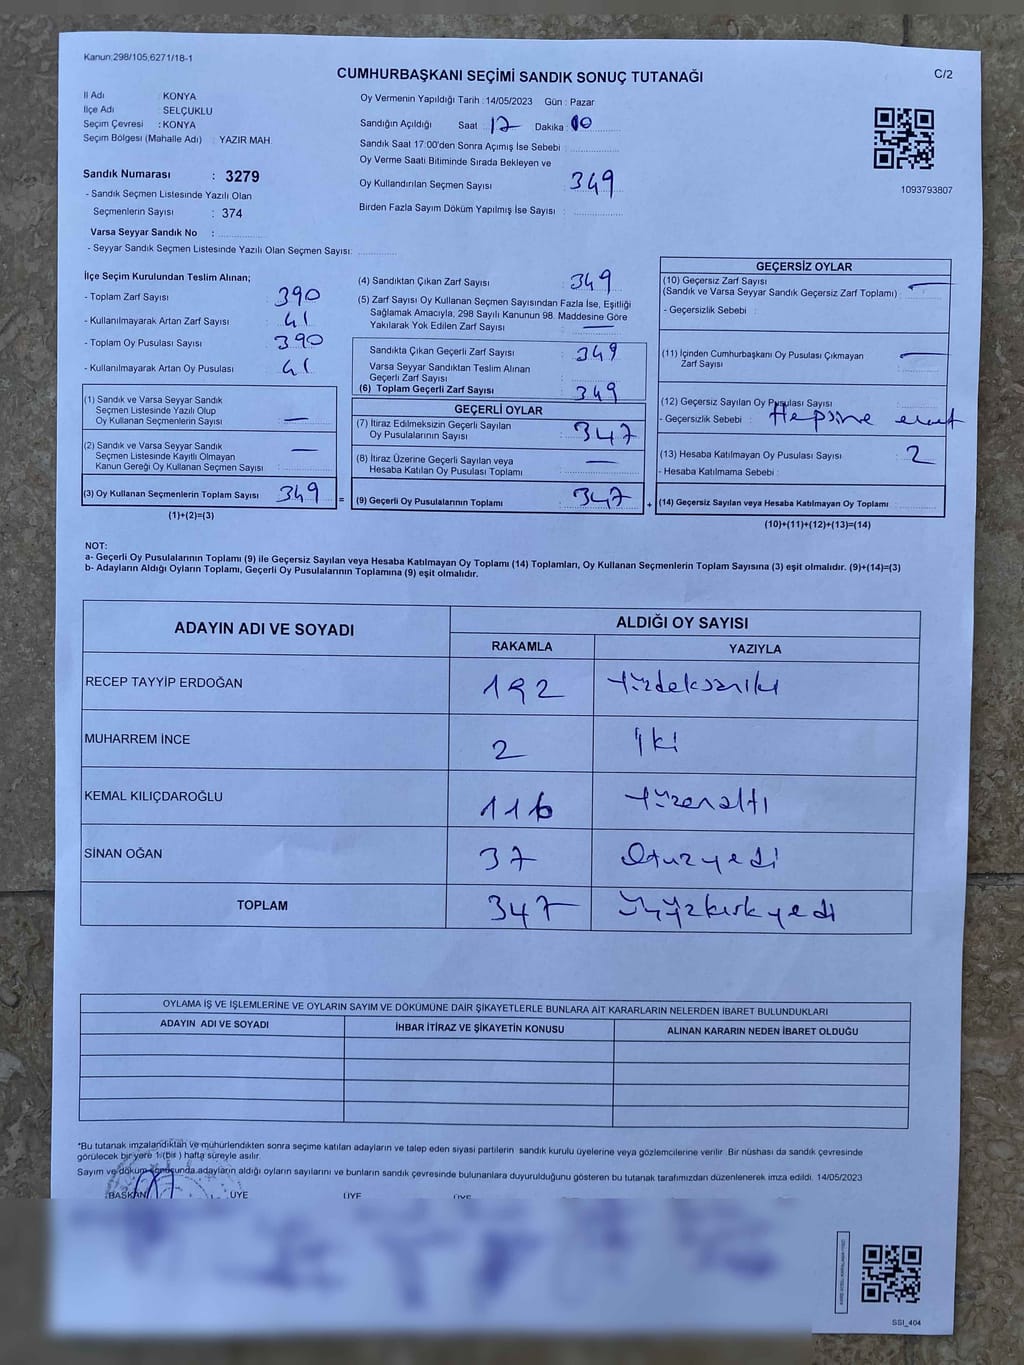 Kanun:298/105,6271/18-1
CUMHURBAŞKANI SEÇİMİ SANDIK SONUÇ TUTANAĞI
C/2
İl Adı : KONYA
İlçe Adı : SELÇUKLU
Seçim Çevresi : KONYA
Seçim Bölgesi (Mahalle Adı) : YAZIR MAH.
Oy Vermenin Yapıldığı Tarih : 14/05/2023 Gün : Pazar
Sandığın Açıldığı Saat : 17 Dakika : 00
Sandık Saat 17:00'den Sonra Açımış İse Sebebi :
Oy Verme Saati Bitiminde Sırada Bekleyen ve
Oy Kullandırılan Seçmen Sayısı : 349
Birden Fazla Sayım Döküm Yapılmış İse Sayısı :
1093793807
Sandık Numarası : 3279
- Sandık Seçmen Listesinde Yazılı Olan
Seçmenlerin Sayısı : 374
Varsa Seyyar Sandık No :
- Seyyar Sandık Seçmen Listesinde Yazılı Olan Seçmen Sayısı:
İlçe Seçim Kurulundan Teslim Alınan;
- Toplam Zarf Sayısı : 390
- Kullanılmayarak Artan Zarf Sayısı : 41
- Toplam Oy Pusulası Sayısı : 390
- Kullanılmayarak Artan Oy Pusulası : 41
(1) Sandık ve Varsa Seyyar Sandık
Seçmen Listesinde Yazılı Olup
Oy Kullanan Seçmen Sayısı : —
(2) Sandık ve Varsa Seyyar Sandık
Seçmen Listesinde Kayıtlı Olmayan
Kanun Gereği Oy Kullanan Seçmen Sayısı : —
(3) Oy Kullanan Seçmenlerin Toplam Sayısı : 349 =
(1)+(2)=(3)
(4) Sandıktan Çıkan Zarf Sayısı : 349
(5) Zarf Sayısı Oy Kullanan Seçmen Sayısından Fazla İse, Eşitliği
Sağlamak Amacıyla, 298 Sayılı Kanunun 98. Maddesine Göre
Yakılarak Yok Edilen Zarf Sayısı : —
Sandıkta Çıkan Geçerli Zarf Sayısı : 349
Varsa Seyyar Sandıktan Teslim Alınan
Geçerli Zarf Sayısı :
(6) Toplam Geçerli Zarf Sayısı : 349
GEÇERLİ OYLAR
(7) İtiraz Edilmeksizin Geçerli Sayılan
Oy Pusulalarının Sayısı : 347
(8) İtiraz Üzerine Geçerli Sayılan veya
Hesaba Katılan Oy Pusulası Toplamı : —
(9) Geçerli Oy Pusulalarının Toplamı : 347 +
GEÇERSİZ OYLAR
(10) Geçersiz Zarf Sayısı
(Sandık ve Varsa Seyyar Sandık Geçersiz Zarf Toplamı) : —
- Geçersizlik Sebebi :
(11) İçinden Cumhurbaşkanı Oy Pusulası Çıkmayan
Zarf Sayısı : —
(12) Geçersiz Sayılan Oy Pusulası Sayısı
- Geçersizlik Sebebi : Hepsine evet
(13) Hesaba Katılmayan Oy Pusulası Sayısı : 2
- Hesaba Katılmama Sebebi :
(14) Geçersiz Sayılan veya Hesaba Katılmayan Oy Toplamı :
(10)+(11)+(12)+(13)=(14)
NOT:
a- Geçerli Oy Pusulalarının Toplamı (9) ile Geçersiz Sayılan veya Hesaba Katılmayan Oy Toplamı (14) Toplamları, Oy Kullanan Seçmenlerin Toplam Sayısına (3) eşit olmalıdır. (9)+(14)=(3)
b- Adayların Aldığı Oyların Toplamı, Geçerli Oy Pusulalarının Toplamına (9) eşit olmalıdır.
ADAYIN ADI VE SOYADI ALDIĞI OY SAYISI
RAKAMLA YAZIYLA
RECEP TAYYİP ERDOĞAN 192 yüzdoksaniki
MUHARREM İNCE 2 iki
KEMAL KILIÇDAROĞLU 116 yüzonaltı
SİNAN OĞAN 37 Otuzyedi
TOPLAM 347 üçyüzkırkyedi
OYLAMA İŞ VE İŞLEMLERİNE VE OYLARIN SAYIM VE DÖKÜMÜNE DAİR ŞİKAYETLERLE BUNLARA AİT KARARLARIN NELERDEN İBARET BULUNDUKLARI
ADAYIN ADI VE SOYADI İHBAR İTİRAZ VE ŞİKAYETİN KONUSU ALINAN KARARIN NEDEN İBARET OLDUĞU
*Bu tutanak imzalandıktan ve mühürlendikten sonra seçime katılan adayların ve talep eden siyasi partilerin sandık kurulu üyelerine veya gözlemcilerine verilir. Bir nüshası da sandık çevresinde
görülecek bir yere 1 (bir) hafta süreyle asılır.
Sayım ve döküm sonucunda adayların aldığı oyların sayılarını ve bunların sandık çevresinde bulunanlara duyurulduğunu gösteren bu tutanak tarafımızdan düzenlenerek imza edildi. 14/05/2023
BAŞKAN ÜYE ÜYE ÜYE
SSI_404